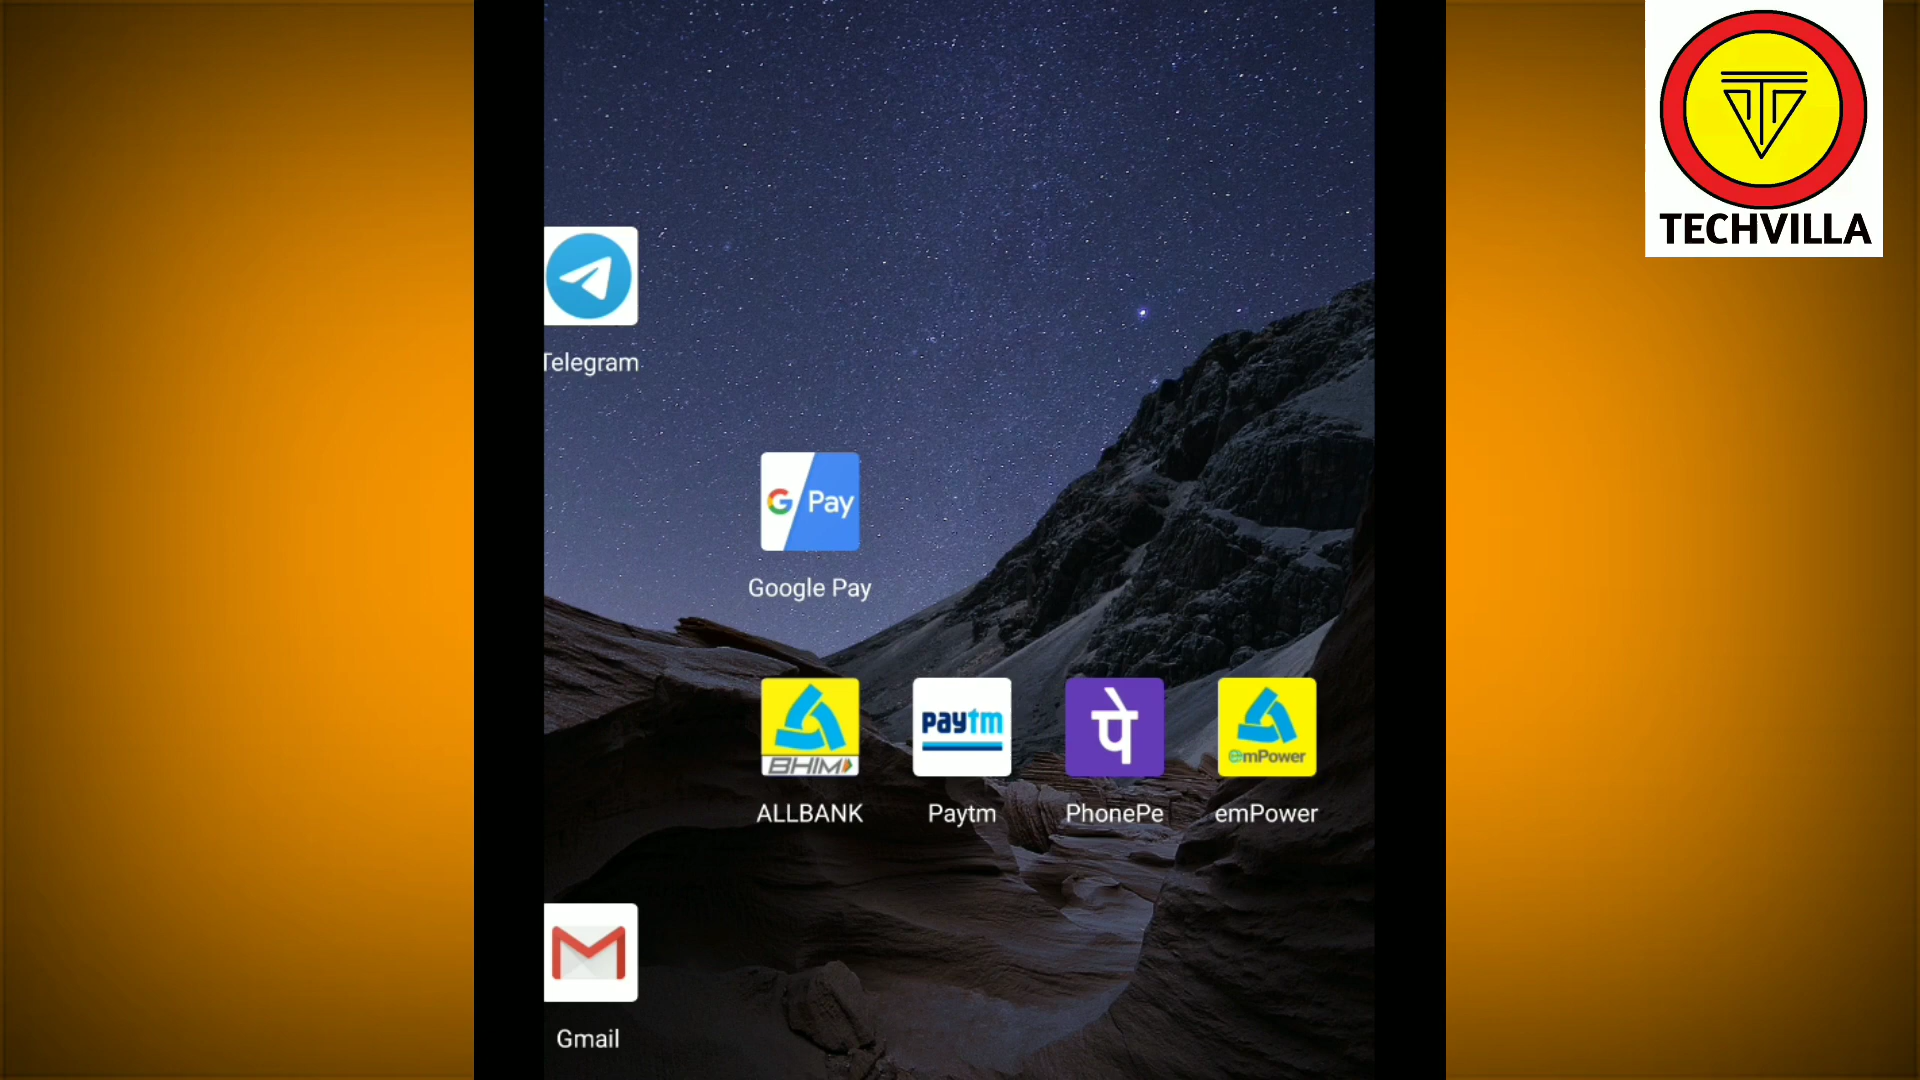 TECHVILLA
Telegram
G Pay
Google Pay
BHIM
paytm
पे
emPower
ALLBANK
Paytm
PhonePe
emPower
Gmail